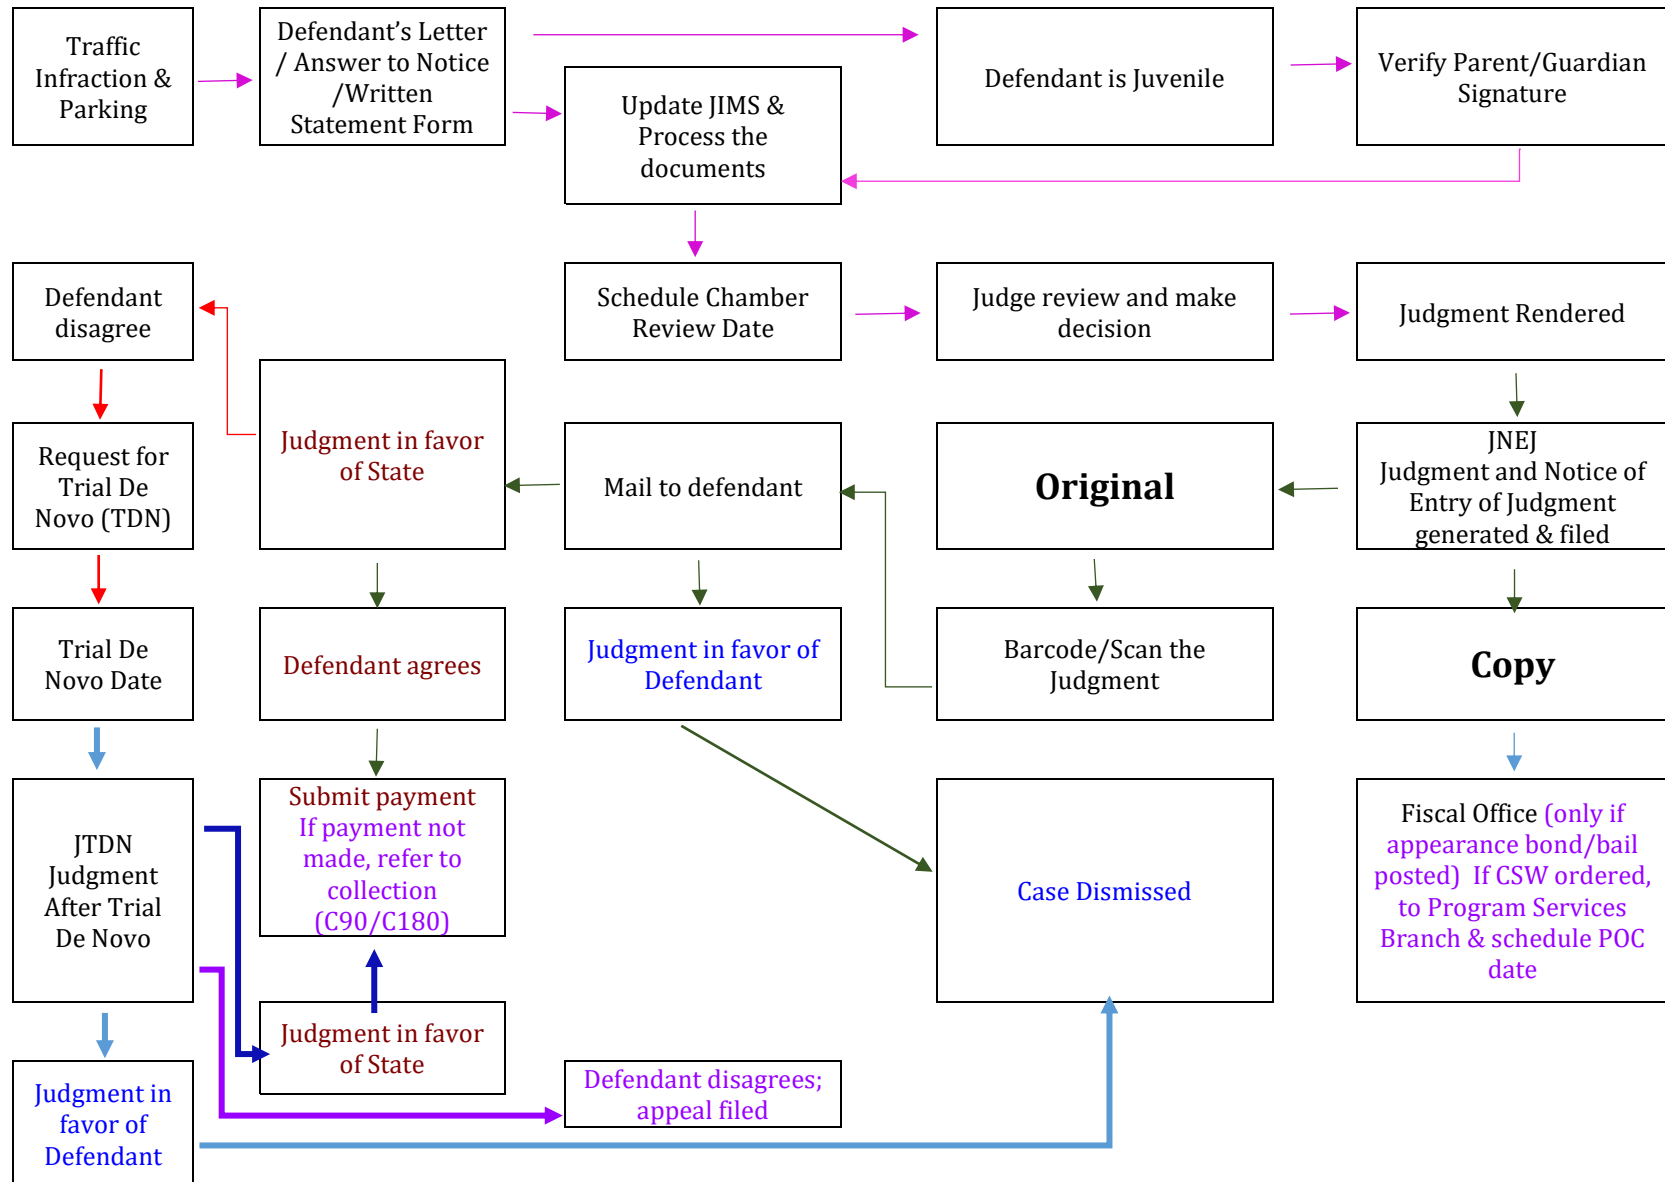 Traffic
Infraction &
Parking
Defendant’s Letter
/ Answer to Notice
/Written
Statement Form
Update JIMS &
Process the
documents
Defendant is Juvenile
Verify Parent/Guardian
Signature
Defendant
disagree
Schedule Chamber
Review Date
Judge review and make
decision
Judgment Rendered
Request for
Trial De
Novo (TDN)
Judgment in favor
of State
Mail to defendant
Original
JNEJ
Judgment and Notice of
Entry of Judgment
generated & filed
Trial De
Novo Date
Defendant agrees
Judgment in favor of
Defendant
Barcode/Scan the
Judgment
Copy
JTDN
Judgment
After Trial
De Novo
Submit payment
If payment not
made, refer to
collection
(C90/C180)
Case Dismissed
Fiscal Office (only if
appearance bond/bail
posted)  If CSW ordered,
to Program Services
Branch & schedule POC
date
Judgment in favor
of State
Judgment in
favor of
Defendant
Defendant disagrees;
appeal filed